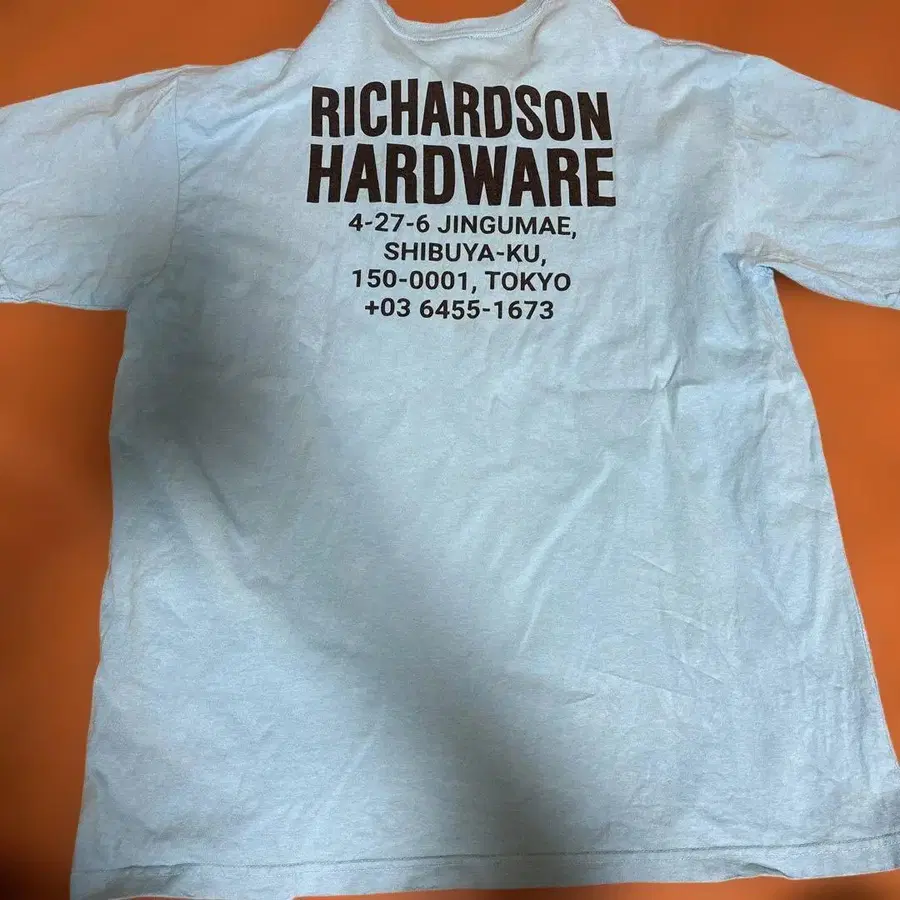 RICHARDSON
HARDWARE
4-27-6 JINGUMAE,
SHIBUYA-KU,
150-0001, TOKYO
+03 6455-1673